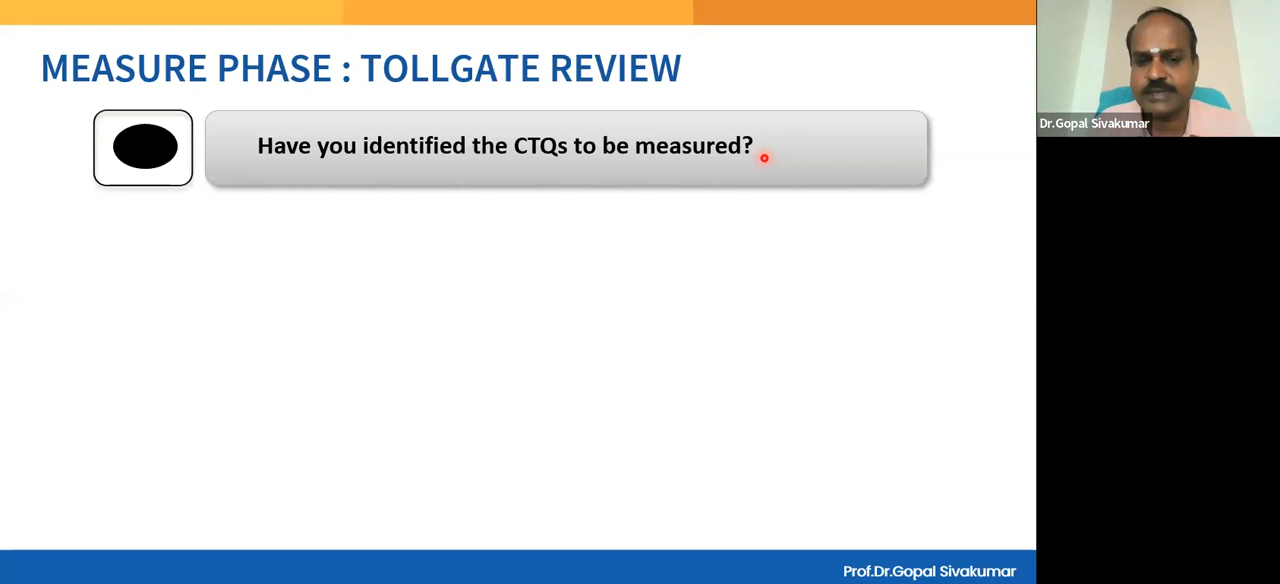 MEASURE PHASE : TOLLGATE REVIEW
Have you identified the CTQs to be measured?
Dr.Gopal Sivakumar
Prof.Dr.Gopal Sivakumar